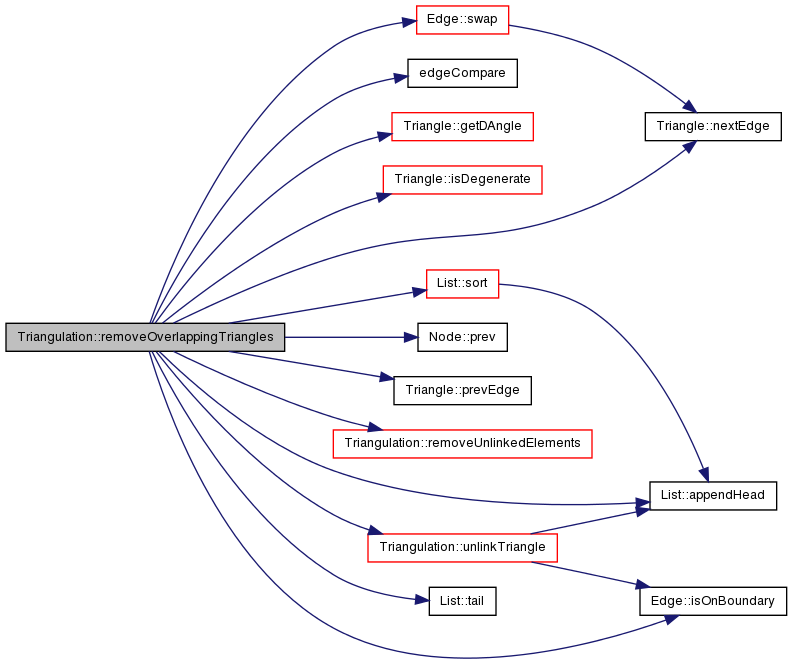 Edge::swap
edgeCompare
Triangle::getDAngle
Triangle::nextEdge
Triangle::isDegenerate
List::sort
Triangulation::removeOverlappingTriangles
Node::prev
Triangle::prevEdge
Triangulation::removeUnlinkedElements
List::appendHead
Triangulation::unlinkTriangle
List::tail
Edge::isOnBoundary